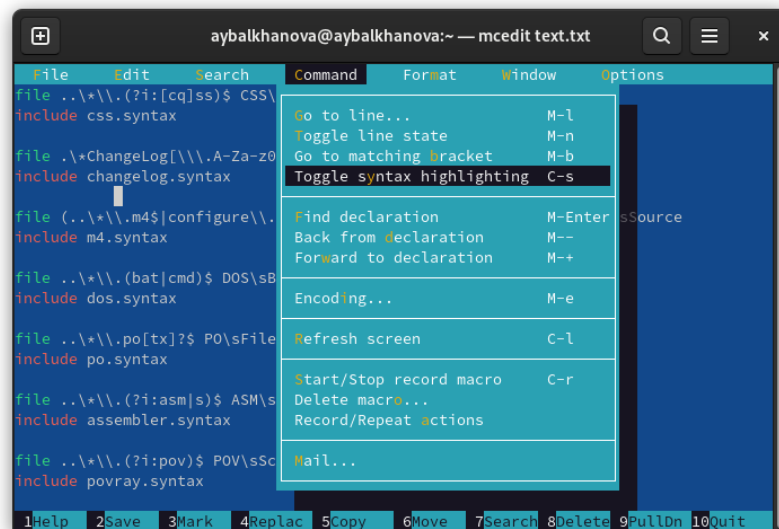 aybalkhanova@aybalkhanova:~ — mcedit text.txt
File Edit Search Command Format Window Options
file ..\*\\.(?i:[cq]ss)$ CSS\
include css.syntax
file .\*ChangeLog[\\\.A-Za-z0
include changelog.syntax
file (..\*\\.m4$|configure\\.
include m4.syntax
file ..\*\\.(bat|cmd)$ DOS\sB
include dos.syntax
file ..\*\\.po[tx]?$ PO\sFile
include po.syntax
file ..\*\\.(?i:asm|s)$ ASM\s
include assembler.syntax
file ..\*\\.(?i:pov)$ POV\sSc
include povray.syntax
Go to line... M-l
Toggle line state M-n
Go to matching bracket M-b
Toggle syntax highlighting C-s
Find declaration M-Enter
sSource
Back from declaration M--
Forward to declaration M-+
Encoding... M-e
Refresh screen C-l
Start/Stop record macro C-r
Delete macro...
Record/Repeat actions
Mail...
1Help 2Save 3Mark 4Replac 5Copy 6Move 7Search 8Delete 9PullDn 10Quit